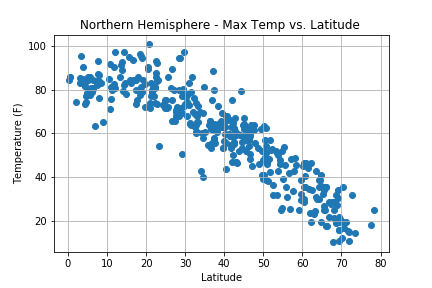 Northern Hemisphere - Max Temp vs. Latitude
100
80
60
40
20
Temperature (F)
0 10 20 30 40 50 60 70 80
Latitude